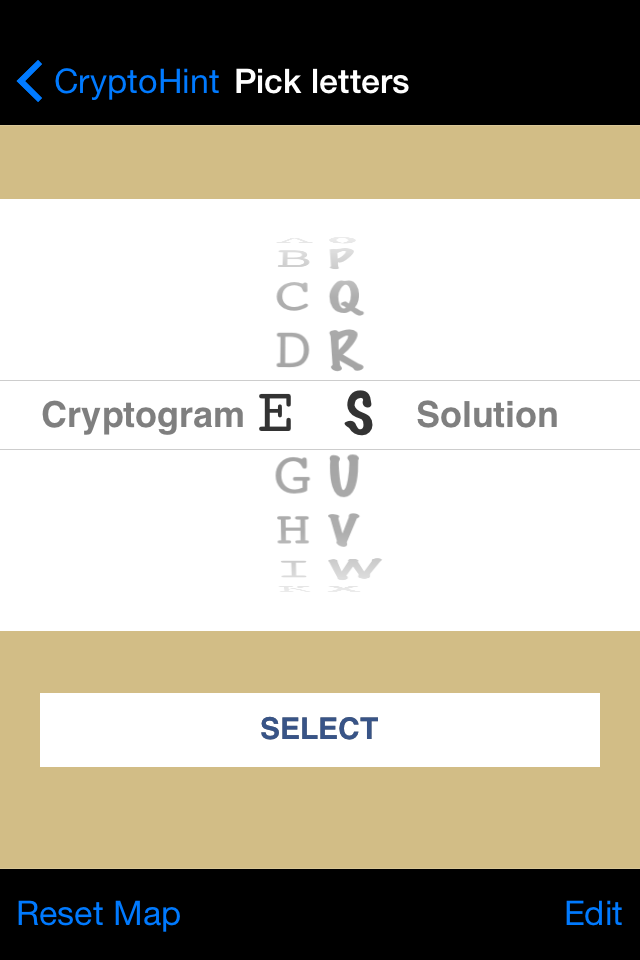 CryptoHint Pick letters
A O
B P
C Q
D R
Cryptogram E S Solution
G U
H V
I W
K X
SELECT
Reset Map Edit